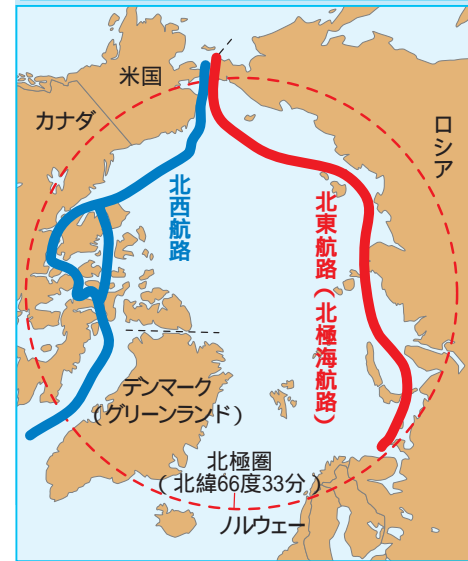 米国
カナダ
ロシア
北西航路
北東航路（北極海航路）
デンマーク
（グリーンランド）
北極圏
（北緯66度33分）
ノルウェー